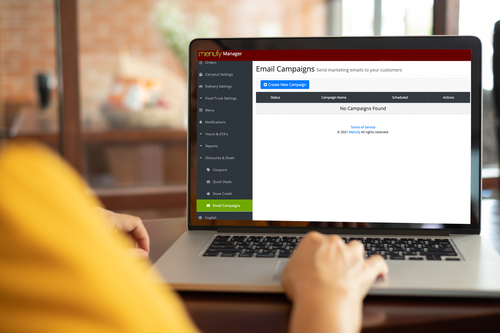 menufy Manager
Orders
Carryout Settings
Delivery Settings
Food Truck Settings
Menu
Notifications
Hours & ETA's
Reports
Discounts & Deals
Coupons
Quick Deals
Store Credit
Email Campaigns
English
Email Campaigns Send marketing emails to your customers
Create New Campaign
Status Campaign Name Scheduled Actions
No Campaigns Found
Terms of Service
© 2021 Menufy All rights reserved.